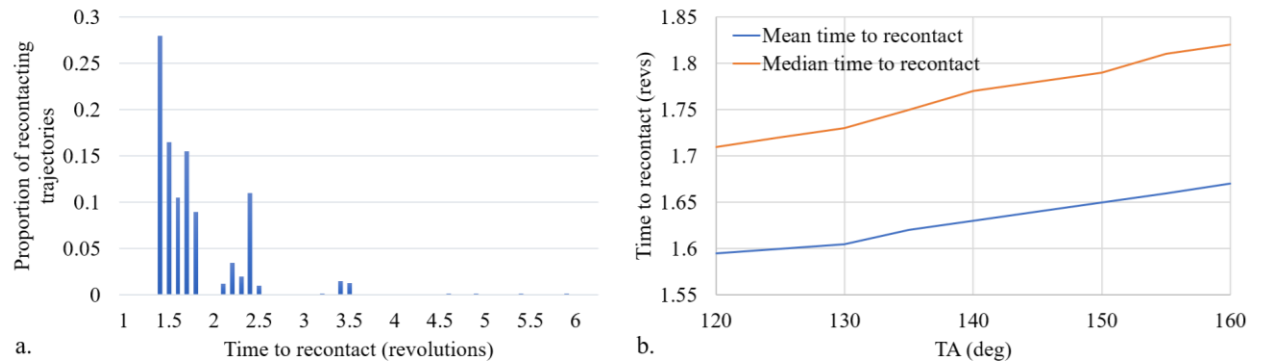 0.3
0.25
0.2
0.15
0.1
0.05
0
Proportion of recontacting
trajectories
1 1.5 2 2.5 3 3.5 4 4.5 5 5.5 6
Time to recontact (revolutions)
a.
1.85
1.8
1.75
1.7
1.65
1.6
1.55
Time to recontact (revs)
Mean time to recontact
Median time to recontact
120 130 140 150 160
TA (deg)
b.